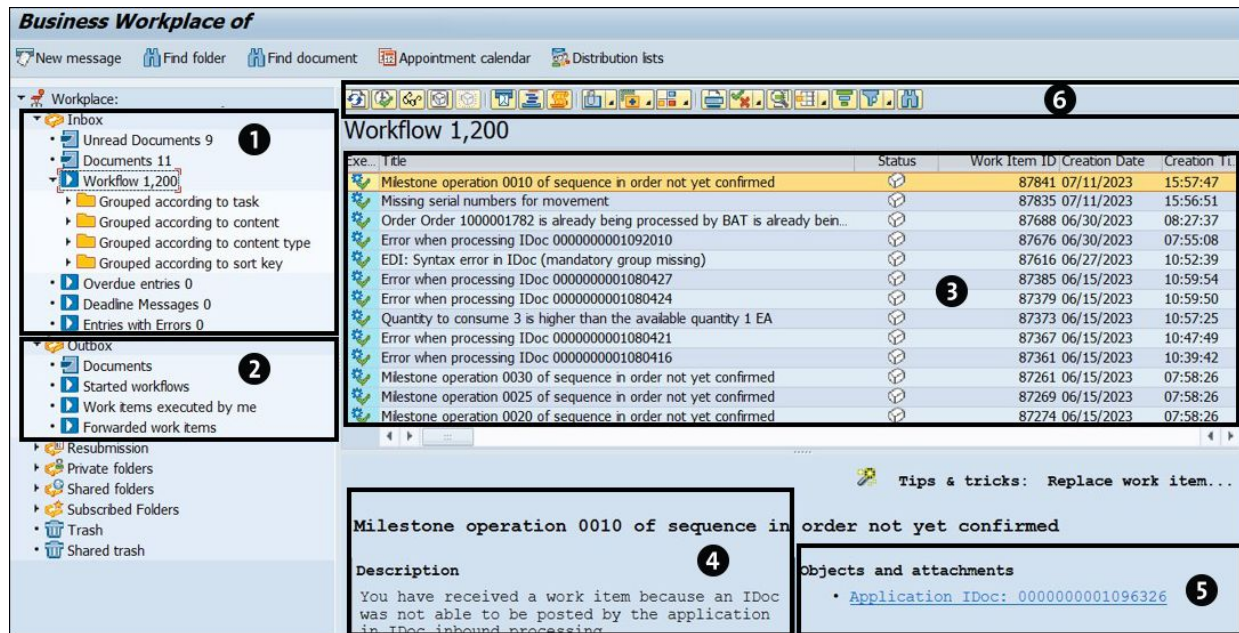 Business Workplace of
New message Find folder Find document Appointment calendar Distribution lists
Workplace:
Inbox
Unread Documents 9
Documents 11
Workflow 1,200
Grouped according to task
Grouped according to content
Grouped according to content type
Grouped according to sort key
Overdue entries 0
Deadline Messages 0
Entries with Errors 0
1
Outbox
Documents
Started workflows
Work items executed by me
Forwarded work items
2
Resubmission
Private folders
Shared folders
Subscribed Folders
Trash
Shared trash
6
Workflow 1,200
Exe... Title Status Work Item ID Creation Date Creation Ti...
Milestone operation 0010 of sequence in order not yet confirmed 87841 07/11/2023 15:57:47
Missing serial numbers for movement 87835 07/11/2023 15:56:51
Order Order 1000001782 is already being processed by BAT is already bein... 87688 06/30/2023 08:27:37
Error when processing IDoc 0000000001092010 87676 06/30/2023 07:55:08
EDI: Syntax error in IDoc (mandatory group missing) 87616 06/27/2023 10:52:39
Error when processing IDoc 0000000001080427 87385 06/15/2023 10:59:54
Error when processing IDoc 0000000001080424 87379 06/15/2023 10:59:50
Quantity to consume 3 is higher than the available quantity 1 EA 87373 06/15/2023 10:57:25
Error when processing IDoc 0000000001080421 87367 06/15/2023 10:47:49
Error when processing IDoc 0000000001080416 87361 06/15/2023 10:39:42
Milestone operation 0030 of sequence in order not yet confirmed 87261 06/15/2023 07:58:26
Milestone operation 0025 of sequence in order not yet confirmed 87269 06/15/2023 07:58:26
Milestone operation 0020 of sequence in order not yet confirmed 87274 06/15/2023 07:58:26
3
Tips & tricks: Replace work item...
Milestone operation 0010 of sequence in order not yet confirmed
4
Description
You have received a work item because an IDoc
was not able to be posted by the application
in IDoc inbound processing
Objects and attachments
Application IDoc: 0000000001096326
5